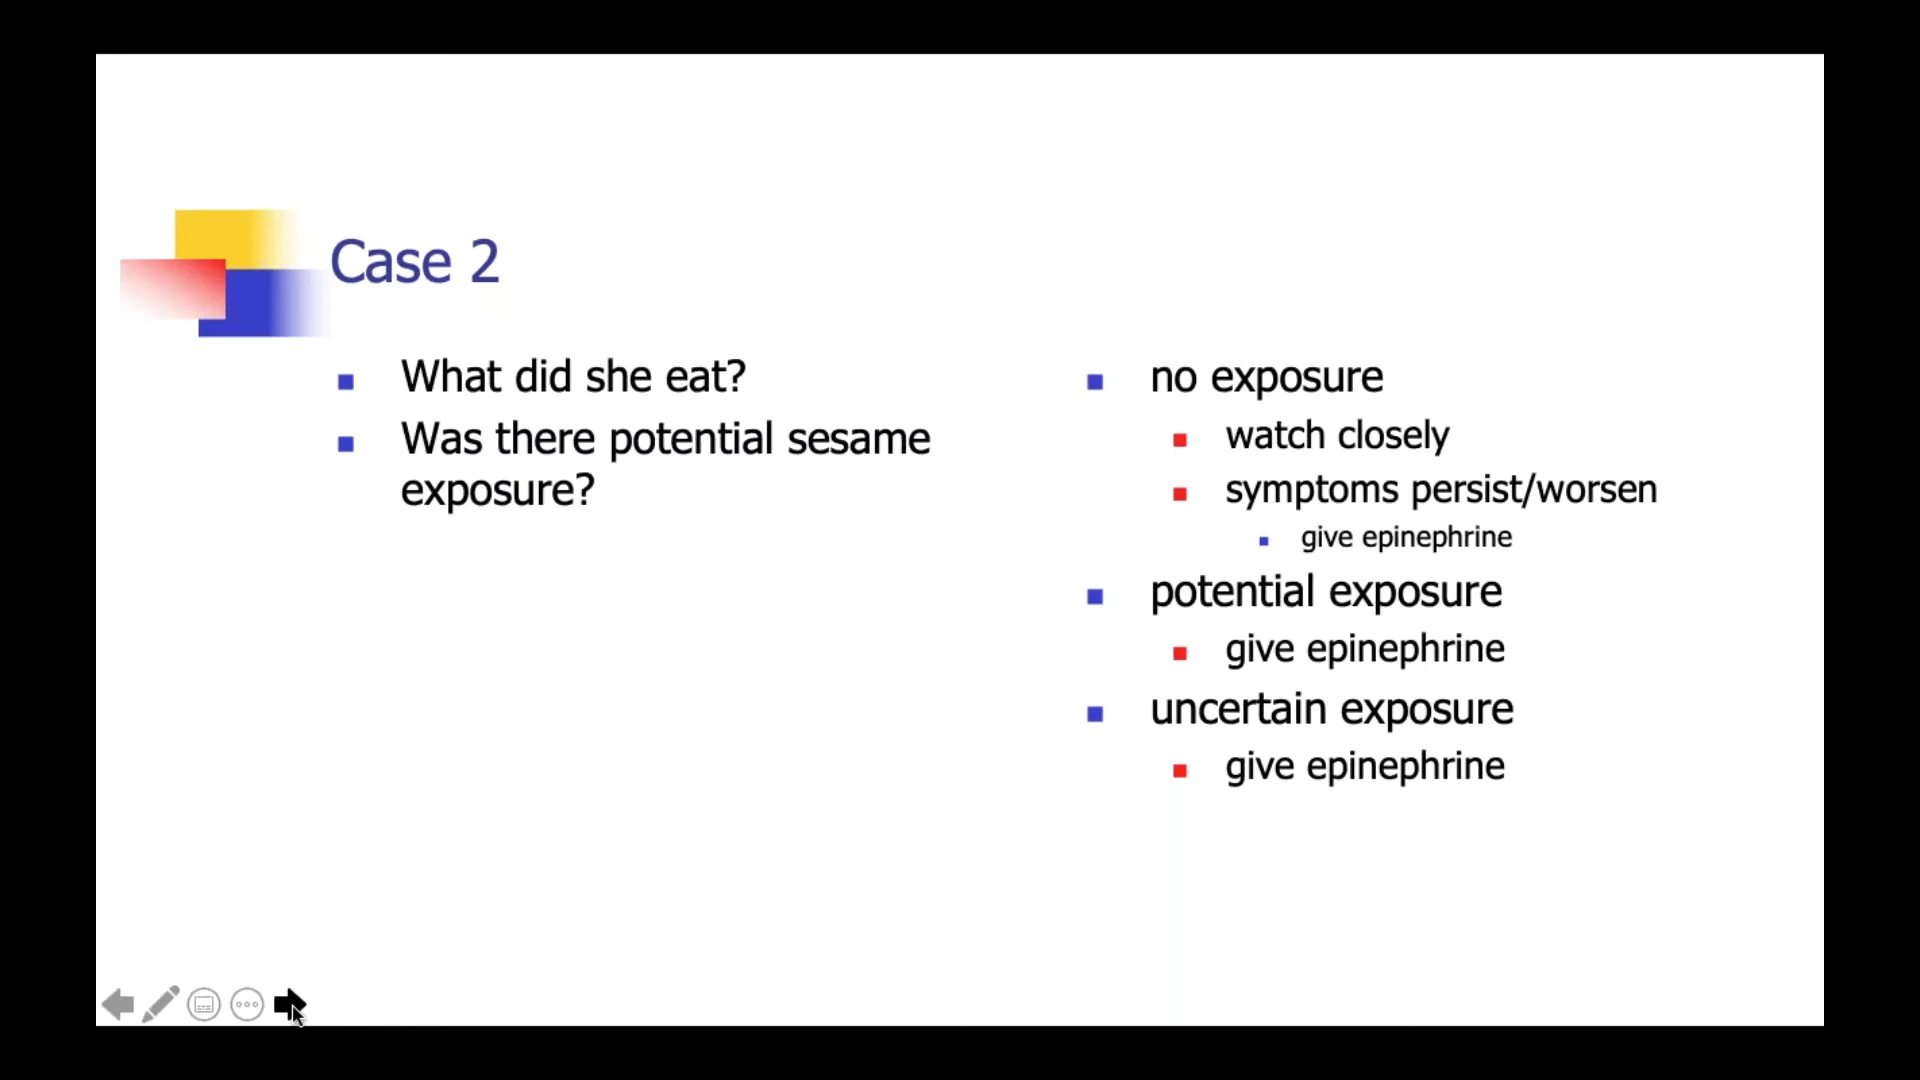 Case 2
What did she eat?
Was there potential sesame
exposure?
no exposure
watch closely
symptoms persist/worsen
give epinephrine
potential exposure
give epinephrine
uncertain exposure
give epinephrine